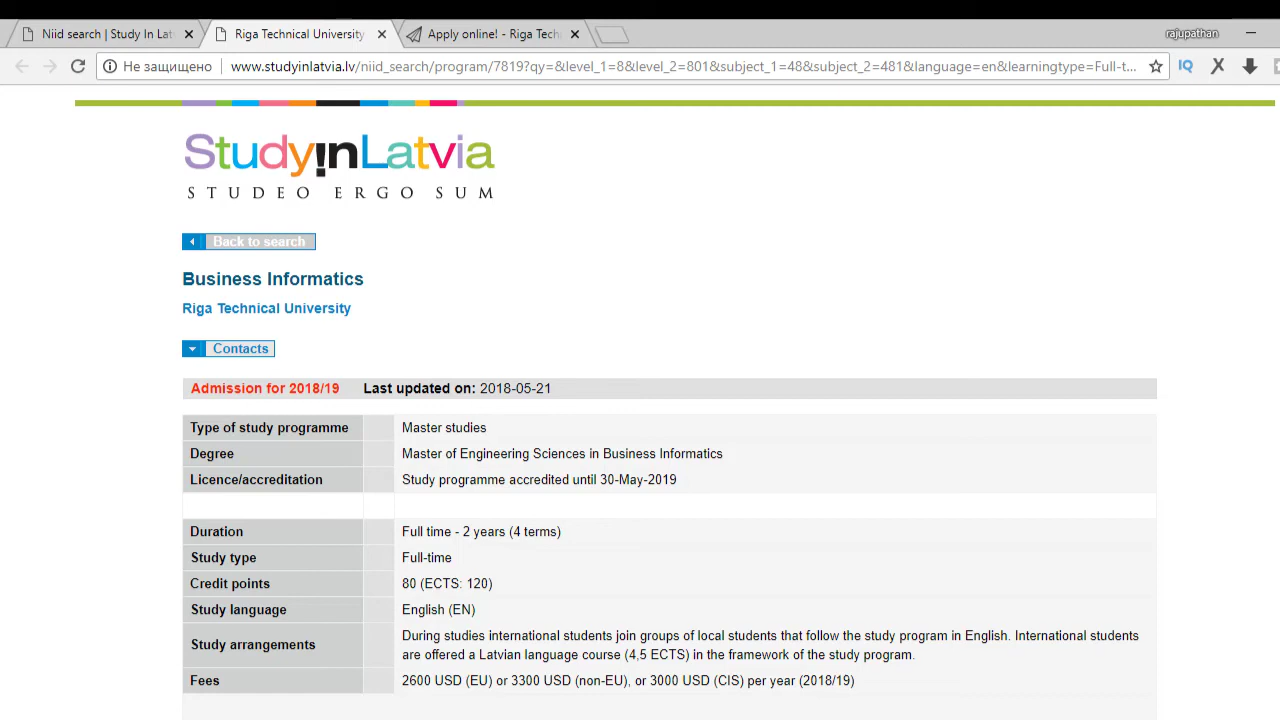 Niid search | Study In Lat
Riga Technical University
Apply online! - Riga Tech
rajupathan
Не защищено
www.studyinlatvia.lv/niid_search/program/7819?qy=&level_1=8&level_2=801&subject_1=48&subject_2=481&language=en&learningtype=Full-t...
IQ
X
Study!nLatvia
STUDEO ERGO SUM
Back to search
Business Informatics
Riga Technical University
Contacts
Admission for 2018/19 Last updated on: 2018-05-21
Type of study programme Master studies
Degree Master of Engineering Sciences in Business Informatics
Licence/accreditation Study programme accredited until 30-May-2019
Duration Full time - 2 years (4 terms)
Study type Full-time
Credit points 80 (ECTS: 120)
Study language English (EN)
Study arrangements During studies international students join groups of local students that follow the study program in English. International students
are offered a Latvian language course (4,5 ECTS) in the framework of the study program.
Fees 2600 USD (EU) or 3300 USD (non-EU), or 3000 USD (CIS) per year (2018/19)